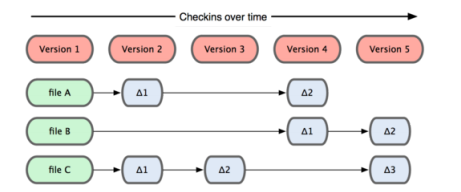 Checkins over time
Version 1 Version 2 Version 3 Version 4 Version 5
file A Δ1 Δ2
file B Δ1 Δ2
file C Δ1 Δ2 Δ3